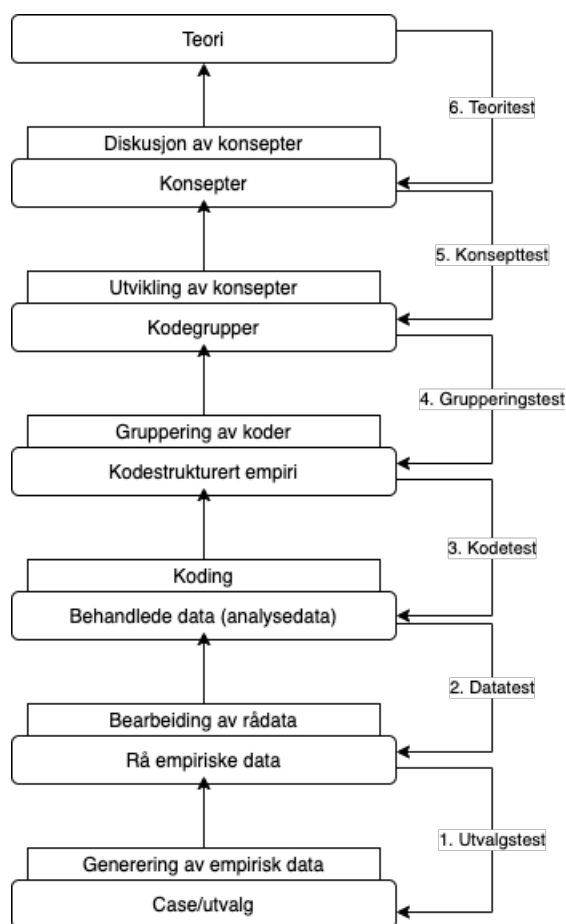 Teori
6. Teoritest
Diskusjon av konsepter
Konsepter
5. Konsepttest
Utvikling av konsepter
Kodegrupper
4. Grupperingstest
Gruppering av koder
Kodestrukturert empiri
3. Kodetest
Koding
Behandlede data (analysedata)
2. Datatest
Bearbeiding av rådata
Rå empiriske data
1. Utvalgstest
Generering av empirisk data
Case/utvalg